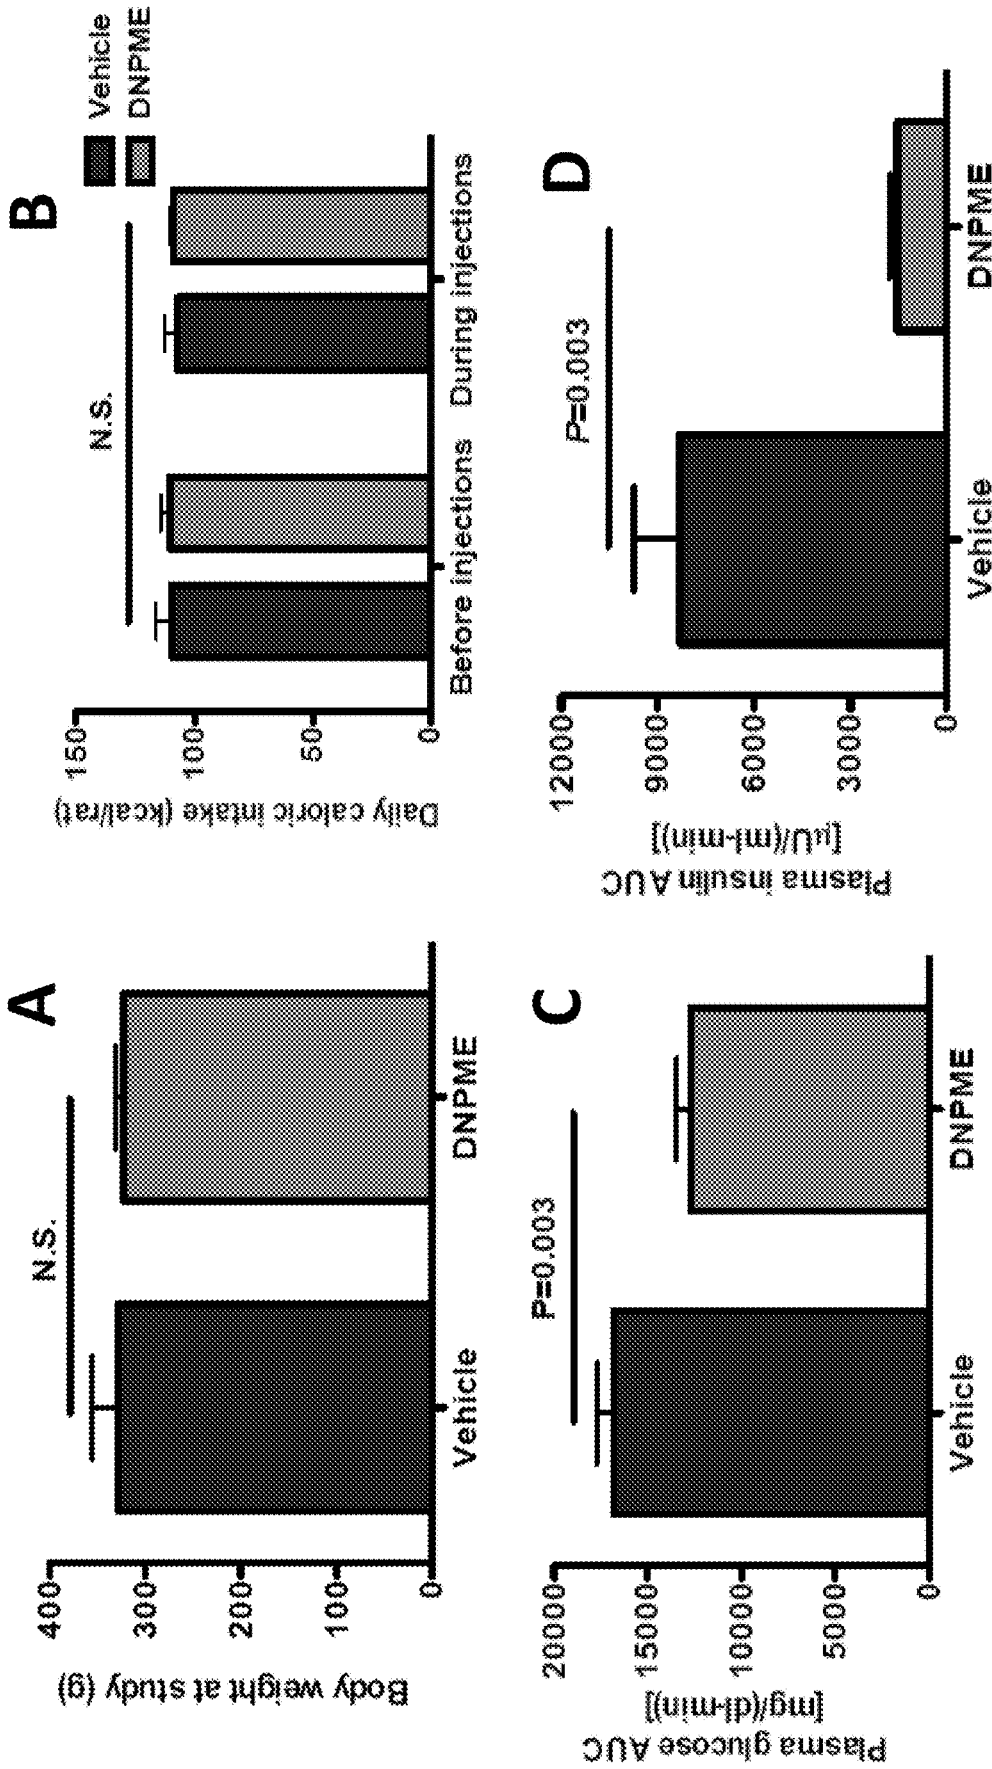 A
N.S.
Body weight at study (g)
400
300
200
100
0
Vehicle
DNPME
B
Vehicle
DNPME
N.S.
Daily caloric intake (kcal/rat)
150
100
50
0
Before injections
During injections
C
P=0.003
Plasma glucose AUC
[mg/(dl-min)]
20000
15000
10000
5000
0
Vehicle
DNPME
D
P=0.003
Plasma insulin AUC
[µU/(ml-min)]
12000
9000
6000
3000
0
Vehicle
DNPME